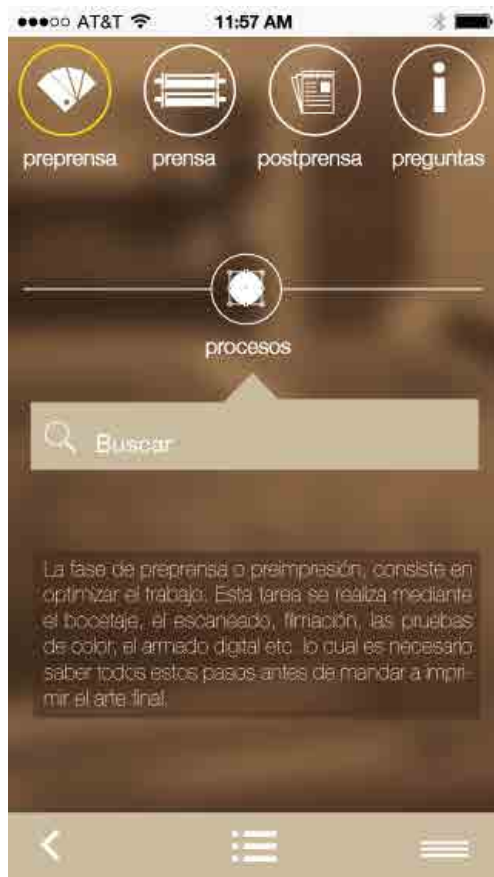 AT&T 11:57 AM
preprensa prensa postprensa preguntas
procesos
Buscar
La fase de preprensa o preimpresión, consiste en
optimizar el trabajo. Esta tarea se realiza mediante
el bocetaje, el escaneado, filmación, las pruebas
de color, el armado digital etc. lo cual es necesario
saber todos estos pasos antes de mandar a impri-
mir el arte final.